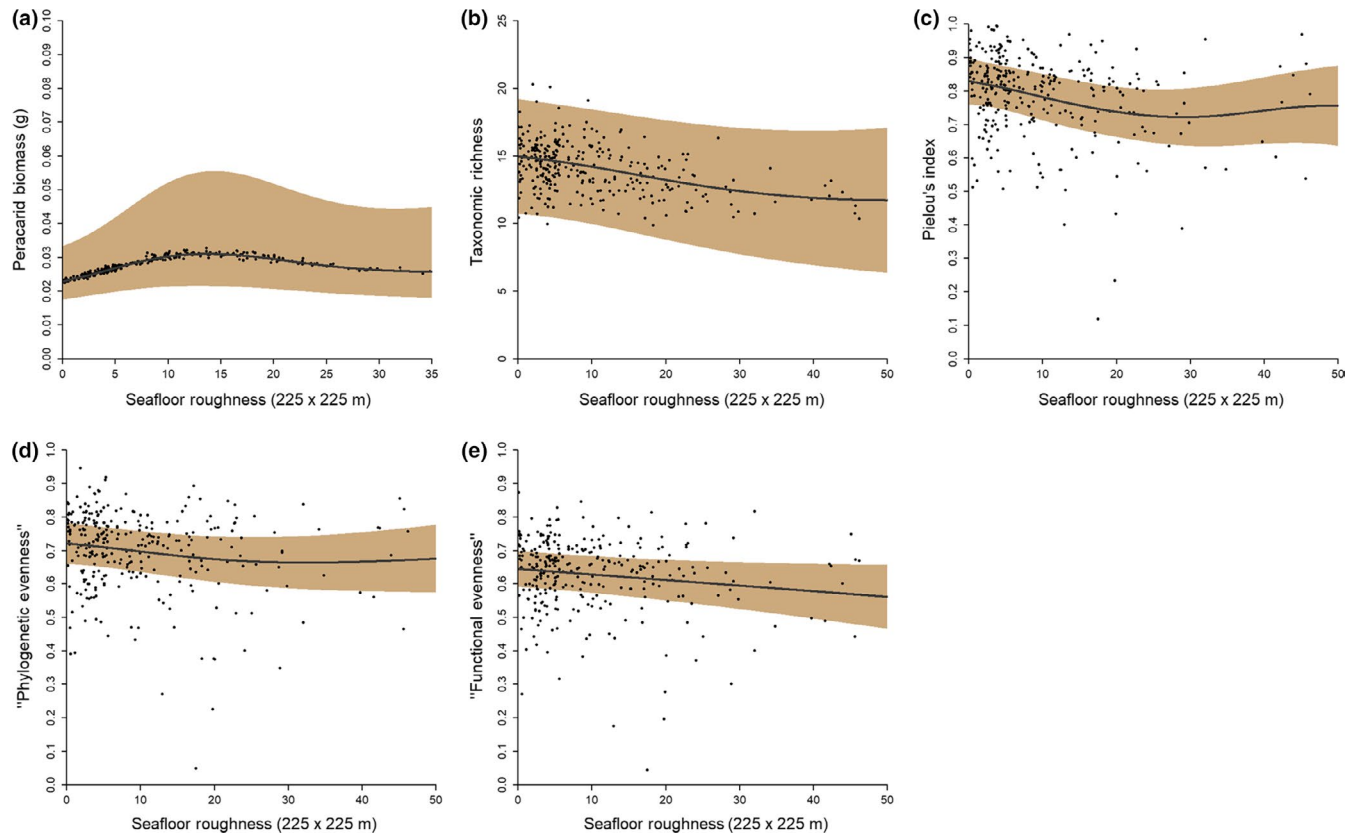 (a)
Peracarid biomass (g)
0.10
0.09
0.08
0.07
0.06
0.05
0.04
0.03
0.02
0.01
0.00
0 5 10 15 20 25 30 35
Seafloor roughness (225 x 225 m)
(b)
Taxonomic richness
25
20
15
10
5
0
0 10 20 30 40 50
Seafloor roughness (225 x 225 m)
(c)
Pielou's index
1.0
0.9
0.8
0.7
0.6
0.5
0.4
0.3
0.2
0.1
0.0
0 10 20 30 40 50
Seafloor roughness (225 x 225 m)
(d)
"Phylogenetic evenness"
1.0
0.9
0.8
0.7
0.6
0.5
0.4
0.3
0.2
0.1
0.0
0 10 20 30 40 50
Seafloor roughness (225 x 225 m)
(e)
"Functional evenness"
1.0
0.9
0.8
0.7
0.6
0.5
0.4
0.3
0.2
0.1
0.0
0 10 20 30 40 50
Seafloor roughness (225 x 225 m)